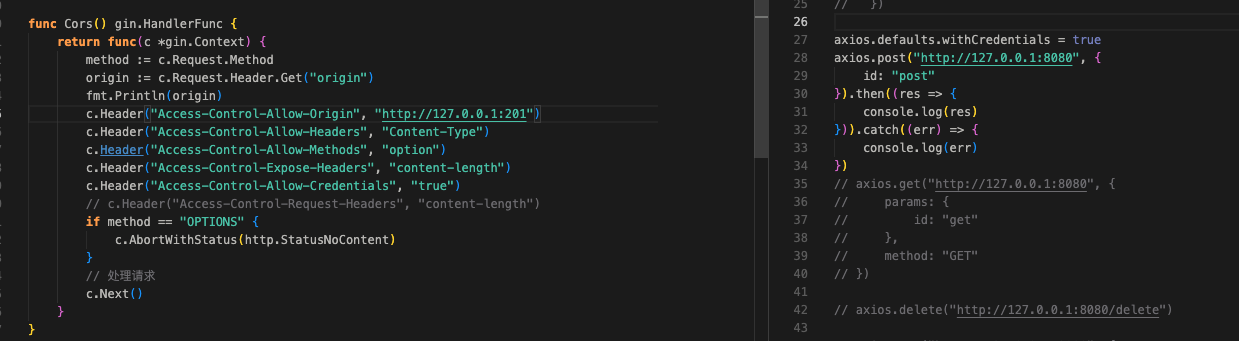 func Cors() gin.HandlerFunc {
return func(c *gin.Context) {
method := c.Request.Method
origin := c.Request.Header.Get("origin")
fmt.Println(origin)
c.Header("Access-Control-Allow-Origin", "http://127.0.0.1:201")
c.Header("Access-Control-Allow-Headers", "Content-Type")
c.Header("Access-Control-Allow-Methods", "option")
c.Header("Access-Control-Expose-Headers", "content-length")
c.Header("Access-Control-Allow-Credentials", "true")
// c.Header("Access-Control-Request-Headers", "content-length")
if method == "OPTIONS" {
c.AbortWithStatus(http.StatusNoContent)
}
// 处理请求
c.Next()
}
}
25 // })
26
27 axios.defaults.withCredentials = true
28 axios.post("http://127.0.0.1:8080", {
29 id: "post"
30 }).then((res => {
31 console.log(res)
32 })).catch((err) => {
33 console.log(err)
34 })
35 // axios.get("http://127.0.0.1:8080", {
36 // params: {
37 // id: "get"
38 // },
39 // method: "GET"
40 // })
41
42 // axios.delete("http://127.0.0.1:8080/delete")
43